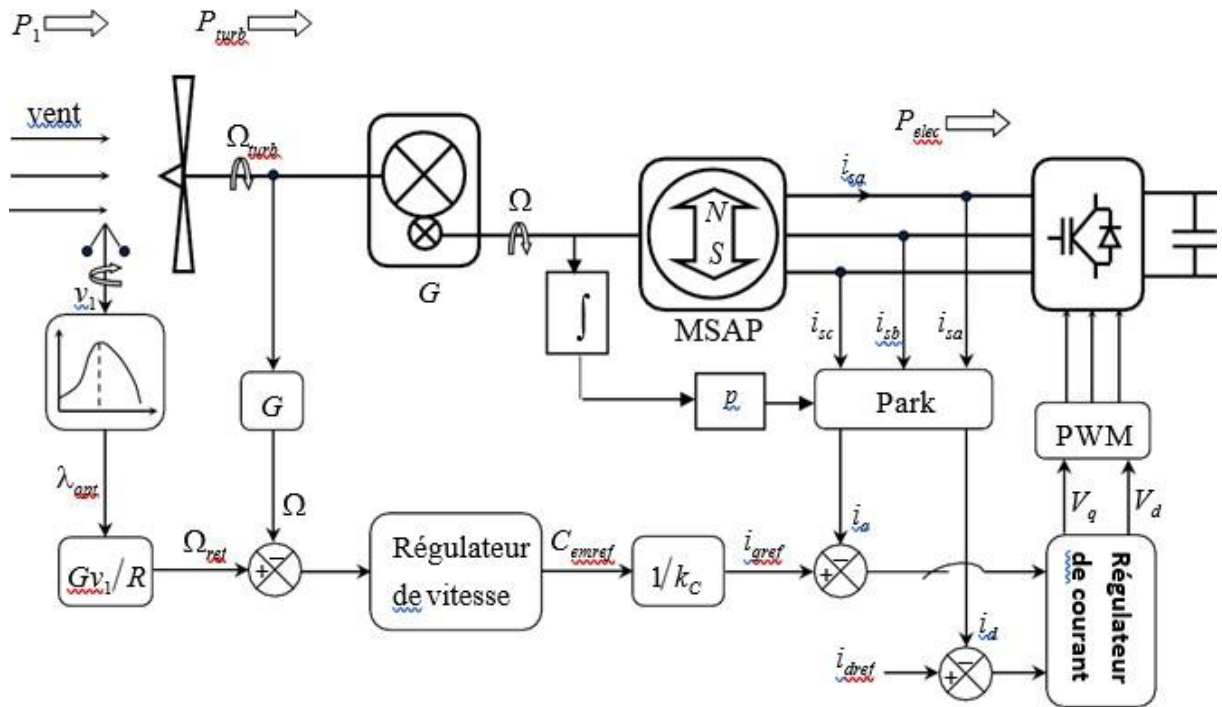 P1
Pturb
vent
Ωturb
Pelec
isa
Ω
N
S
v1
G
MSAP
∫
isc
isb
isa
G
p
Park
PWM
λopt
Ω
Vq
Vd
Ωret
iq
Gv1/R
+
−
Régulateur
de vitesse
Cemref
1/kC
iqref
+
−
Régulateur
de courant
id
idref
+
−